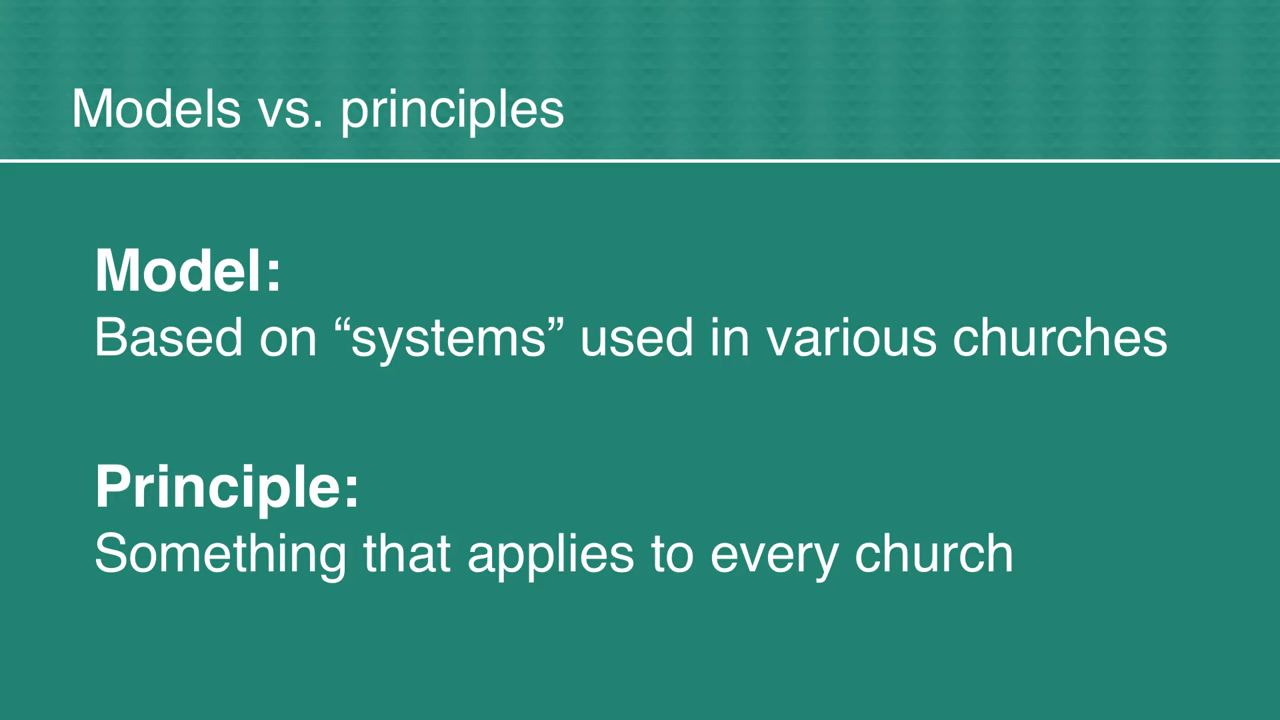 Models vs. principles
Model:
Based on “systems” used in various churches
Principle:
Something that applies to every church